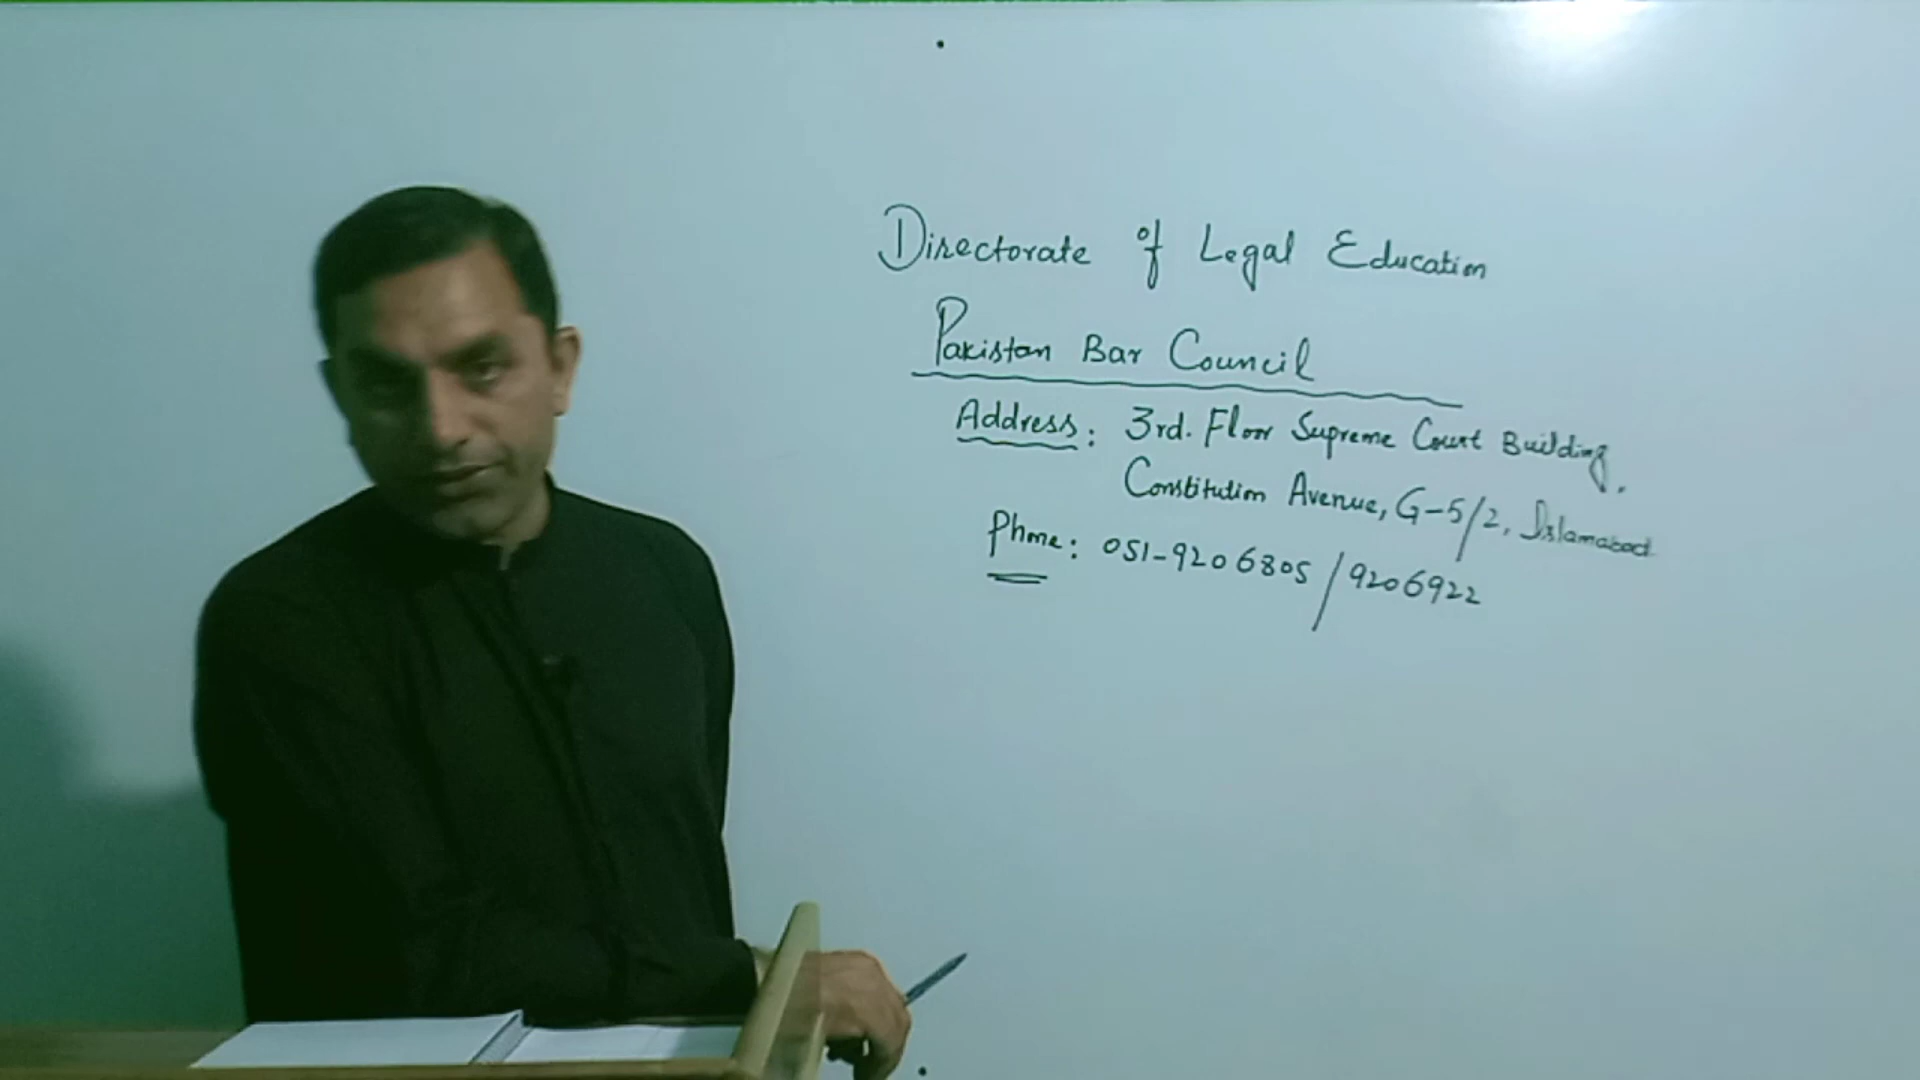 Directorate of Legal Education
Pakistan Bar Council
Address: 3rd. Floor Supreme Court Building,
Constitution Avenue, G-5/2, Islamabad
Phone: 051-9206805/9206922